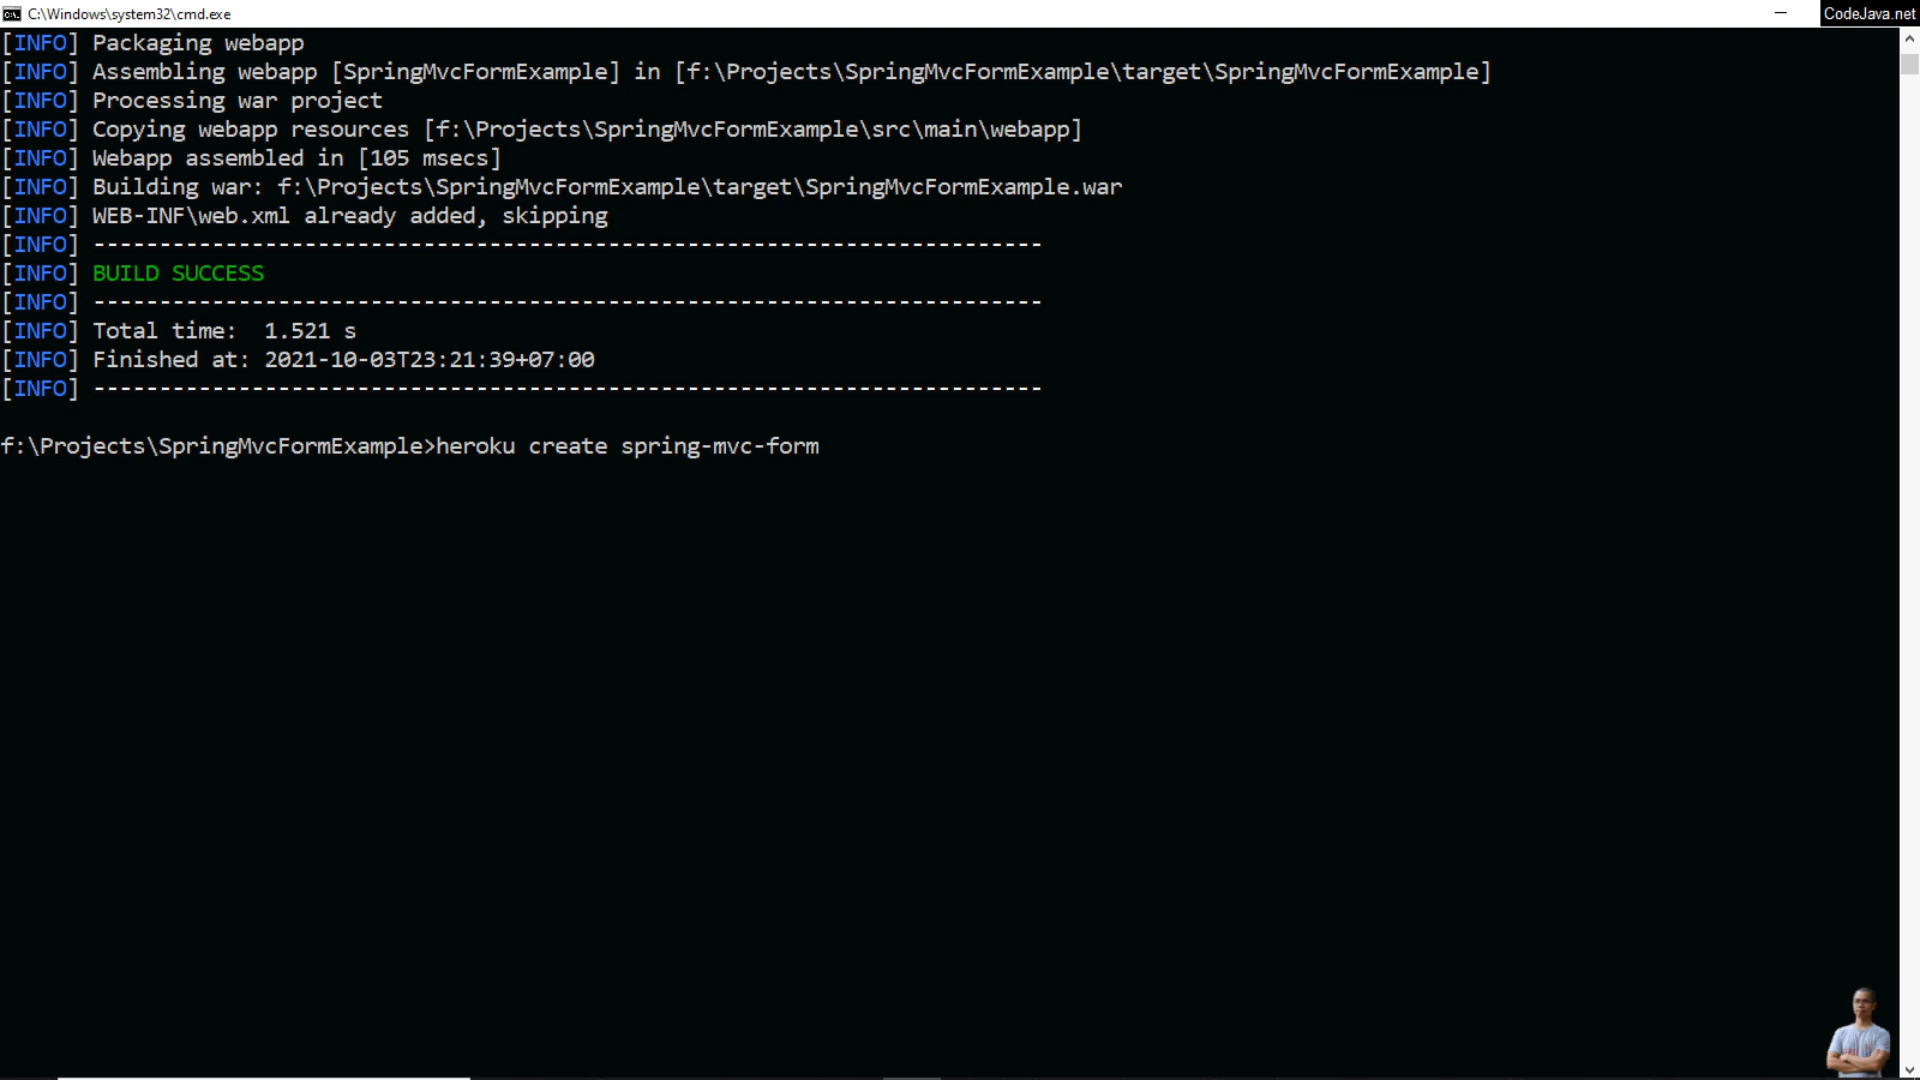 C:\Windows\system32\cmd.exe
CodeJava.net
[INFO] Packaging webapp
[INFO] Assembling webapp [SpringMvcFormExample] in [f:\Projects\SpringMvcFormExample\target\SpringMvcFormExample]
[INFO] Processing war project
[INFO] Copying webapp resources [f:\Projects\SpringMvcFormExample\src\main\webapp]
[INFO] Webapp assembled in [105 msecs]
[INFO] Building war: f:\Projects\SpringMvcFormExample\target\SpringMvcFormExample.war
[INFO] WEB-INF\web.xml already added, skipping
[INFO] ------------------------------------------------------------------------
[INFO] BUILD SUCCESS
[INFO] ------------------------------------------------------------------------
[INFO] Total time:  1.521 s
[INFO] Finished at: 2021-10-03T23:21:39+07:00
[INFO] ------------------------------------------------------------------------
f:\Projects\SpringMvcFormExample>heroku create spring-mvc-form